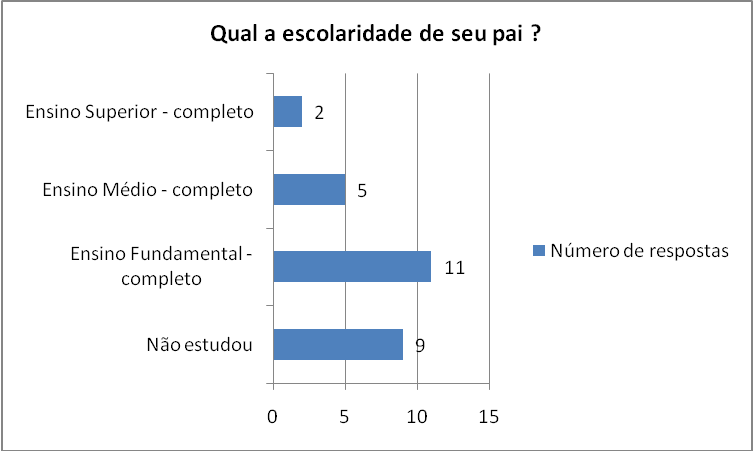 Qual a escolaridade de seu pai ?
Ensino Superior - completo
2
Ensino Médio - completo
5
Ensino Fundamental -
completo
11
Não estudou
9
0 5 10 15
Número de respostas